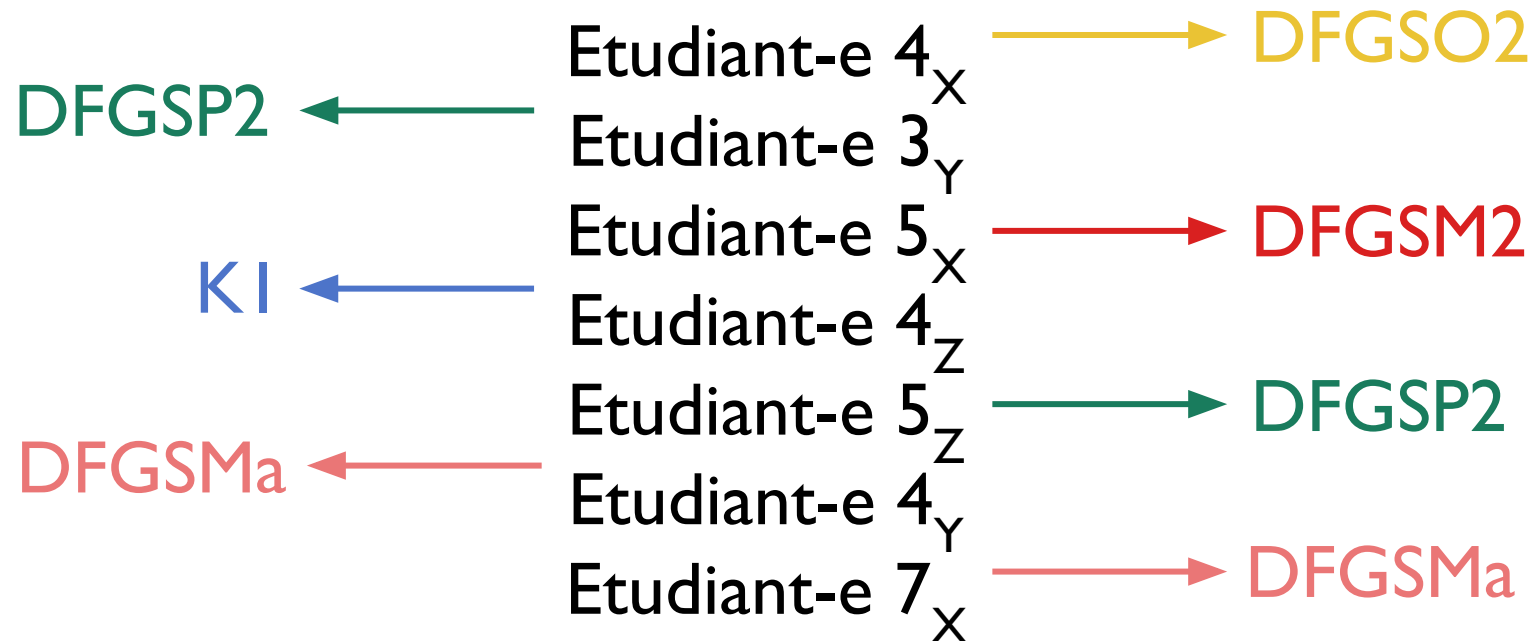 Etudiant-e 4X
DFGSO2
DFGSP2
Etudiant-e 3Y
Etudiant-e 5X
DFGSM2
K1
Etudiant-e 4Z
Etudiant-e 5Z
DFGSP2
DFGSMa
Etudiant-e 4Y
Etudiant-e 7X
DFGSMa